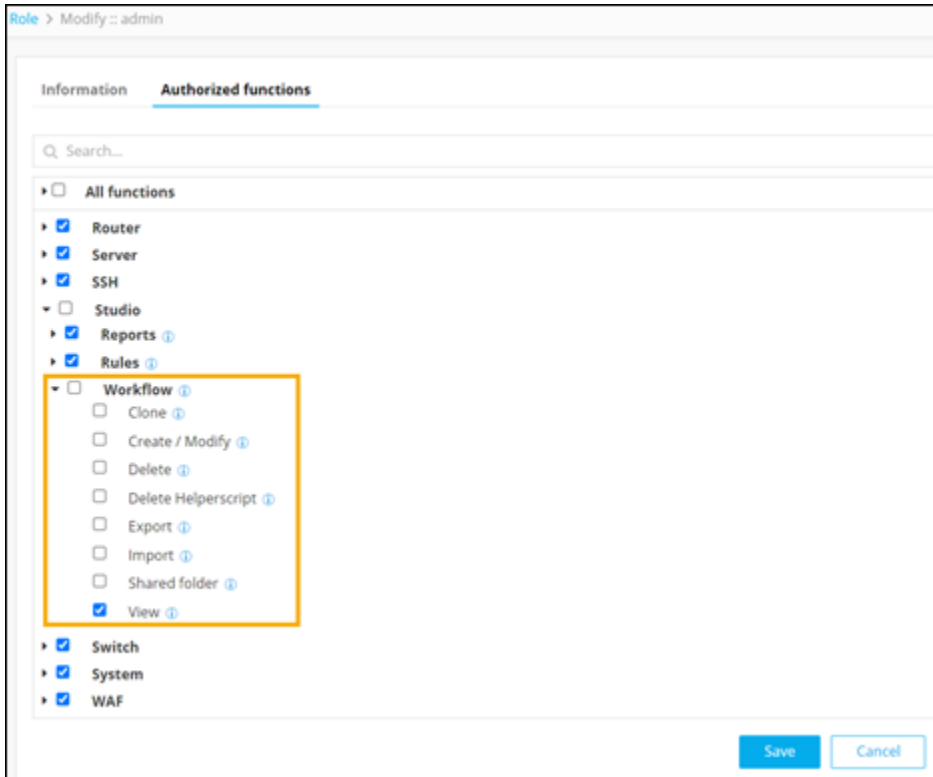 Role > Modify :: admin
Information Authorized functions
Search...
All functions
Router
Server
SSH
Studio
Reports
Rules
Workflow
Clone
Create / Modify
Delete
Delete Helperscript
Export
Import
Shared folder
View
Switch
System
WAF
Save Cancel